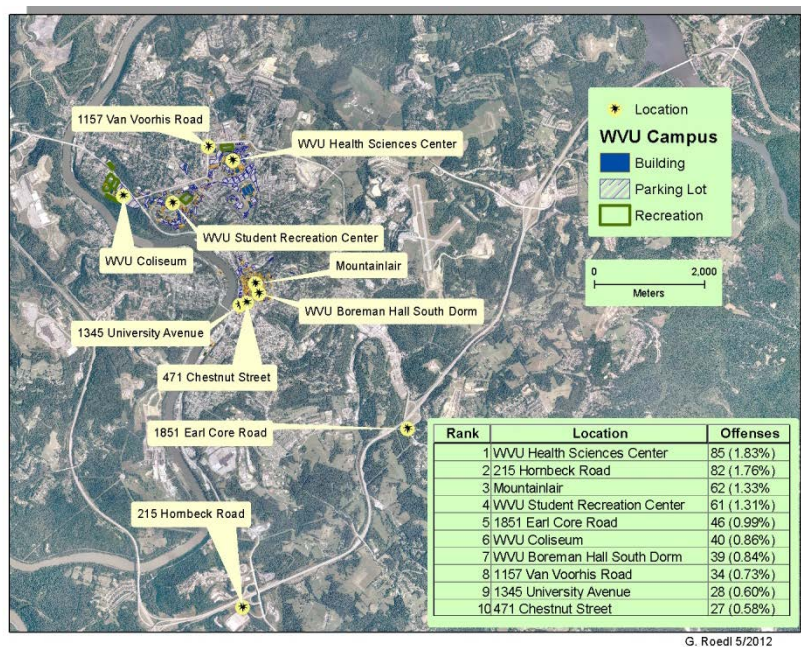 1157 Van Voorhis Road
WVU Health Sciences Center
WVU Student Recreation Center
WVU Coliseum
Mountainlair
WVU Boreman Hall South Dorm
1345 University Avenue
471 Chestnut Street
1851 Earl Core Road
215 Hornbeck Road
Location
WVU Campus
Building
Parking Lot
Recreation
0 2,000
Meters
Rank Location Offenses
1 WVU Health Sciences Center 85 (1.83%)
2 215 Hornbeck Road 82 (1.76%)
3 Mountainlair 62 (1.33%
4 WVU Student Recreation Center 61 (1.31%)
5 1851 Earl Core Road 46 (0.99%)
6 WVU Coliseum 40 (0.86%)
7 WVU Boreman Hall South Dorm 39 (0.84%)
8 1157 Van Voorhis Road 34 (0.73%)
9 1345 University Avenue 28 (0.60%)
10 471 Chestnut Street 27 (0.58%)
G. Roedl 5/2012